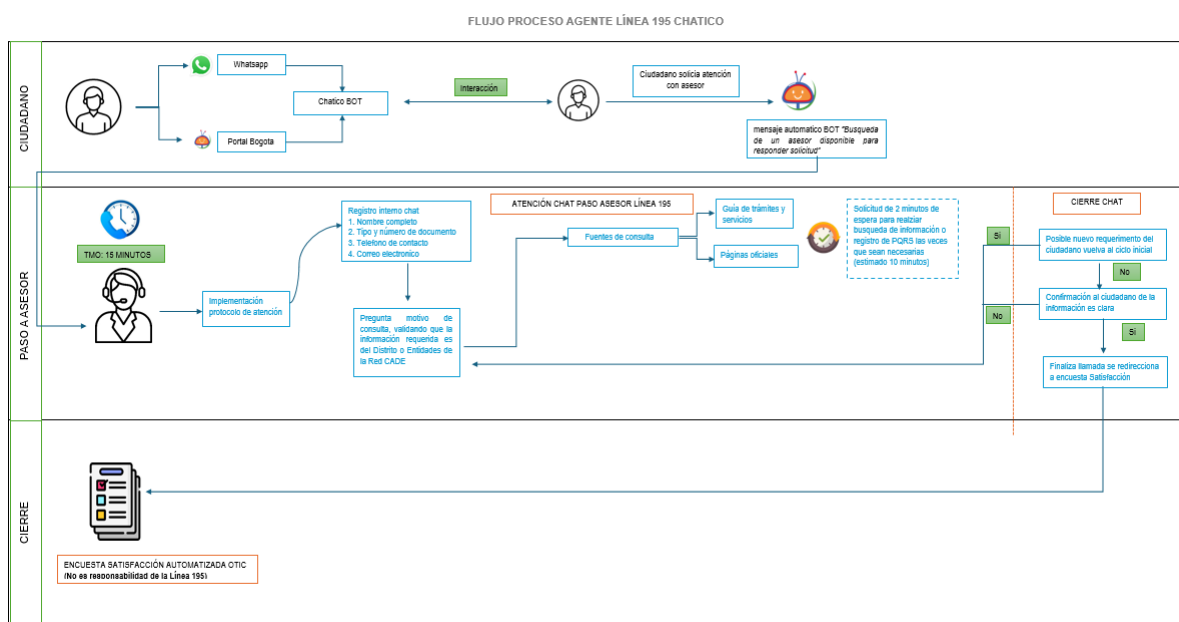 FLUJO PROCESO AGENTE LÍNEA 195 CHATICO
CIUDADANO
Whatsapp
Chatico BOT
Portal Bogota
Interacción
Ciudadano solicia atención
con asesor
mensaje automatico BOT "Busqueda
de un asesor disponible para
responder solicitud"
PASO A ASESOR
TMO: 15 MINUTOS
Implementación
protocolo de atención
Registro interno chat
1. Nombre completo
2. Tipo y número de documento
3. Telefono de contacto
4. Correo electronico
Pregunta motivo de
consulta, validando que la
información requerida es
del Distrito o Entidades de
la Red CADE
ATENCIÓN CHAT PASO ASESOR LÍNEA 195
Fuentes de consulta
Guía de trámites y
servicios
Páginas oficiales
Solicitud de 2 minutos de
espera para realziar
busqueda de información o
registro de PQRS las veces
que sean necesarias
(estimado 10 minutos)
CIERRE CHAT
Si
Posible nuevo requerimento del
ciudadano vuelva al ciclo inicial
No
Confirmación al ciudadano de la
información es clara
No
Si
Finaliza llamada se redirecciona
a encuesta Satisfacción
CIERRE
ENCUESTA SATISFACCIÓN AUTOMATIZADA OTIC
(No es responsabilidad de la Línea 195)